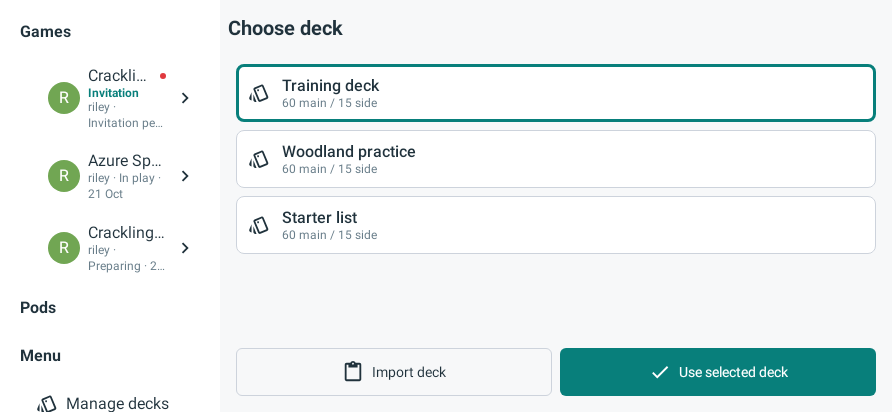 Games
Choose deck
R
Crackli...
Invitation
riley ·
Invitation pe...
R
Azure Sp...
riley · In play ·
21 Oct
R
Crackling...
riley ·
Preparing · 2...
Pods
Menu
Manage decks
Training deck
60 main / 15 side
Woodland practice
60 main / 15 side
Starter list
60 main / 15 side
Import deck
Use selected deck